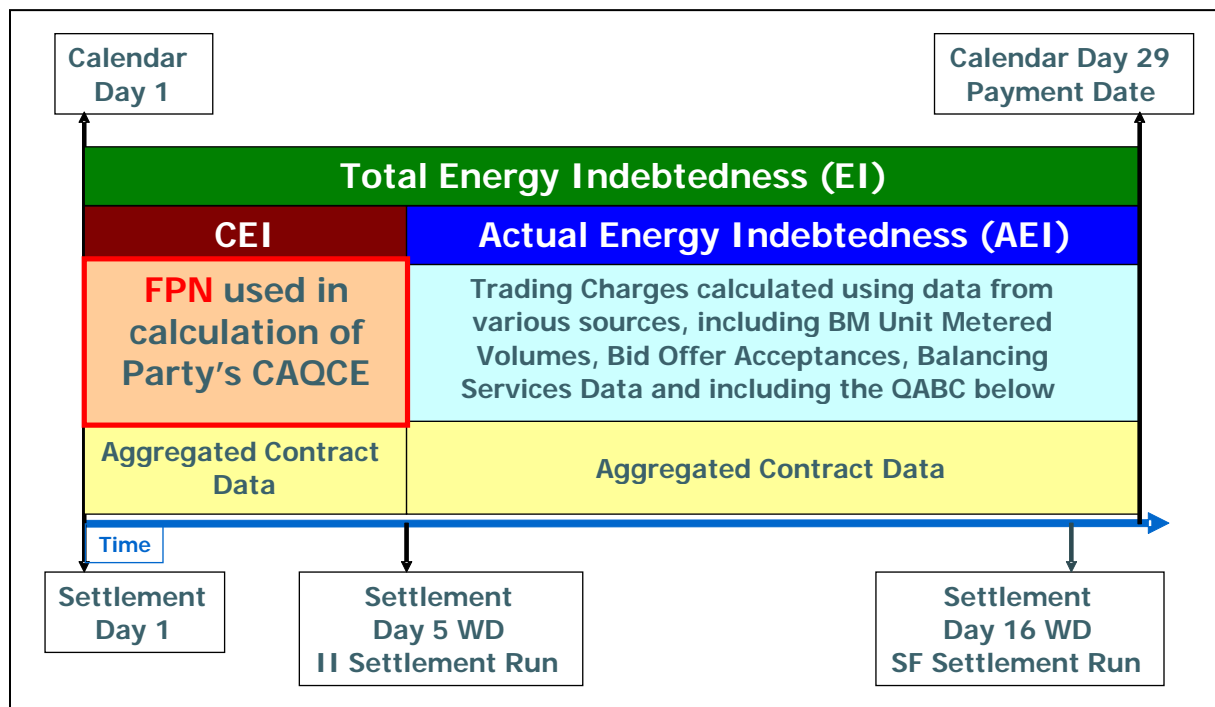 Calendar
Day 1
Calendar Day 29
Payment Date
Total Energy Indebtedness (EI)
CEI
Actual Energy Indebtedness (AEI)
FPN used in
calculation of
Party's CAQCE
Trading Charges calculated using data from
various sources, including BM Unit Metered
Volumes, Bid Offer Acceptances, Balancing
Services Data and including the QABC below
Aggregated Contract
Data
Aggregated Contract Data
Time
Settlement
Day 1
Settlement
Day 5 WD
II Settlement Run
Settlement
Day 16 WD
SF Settlement Run